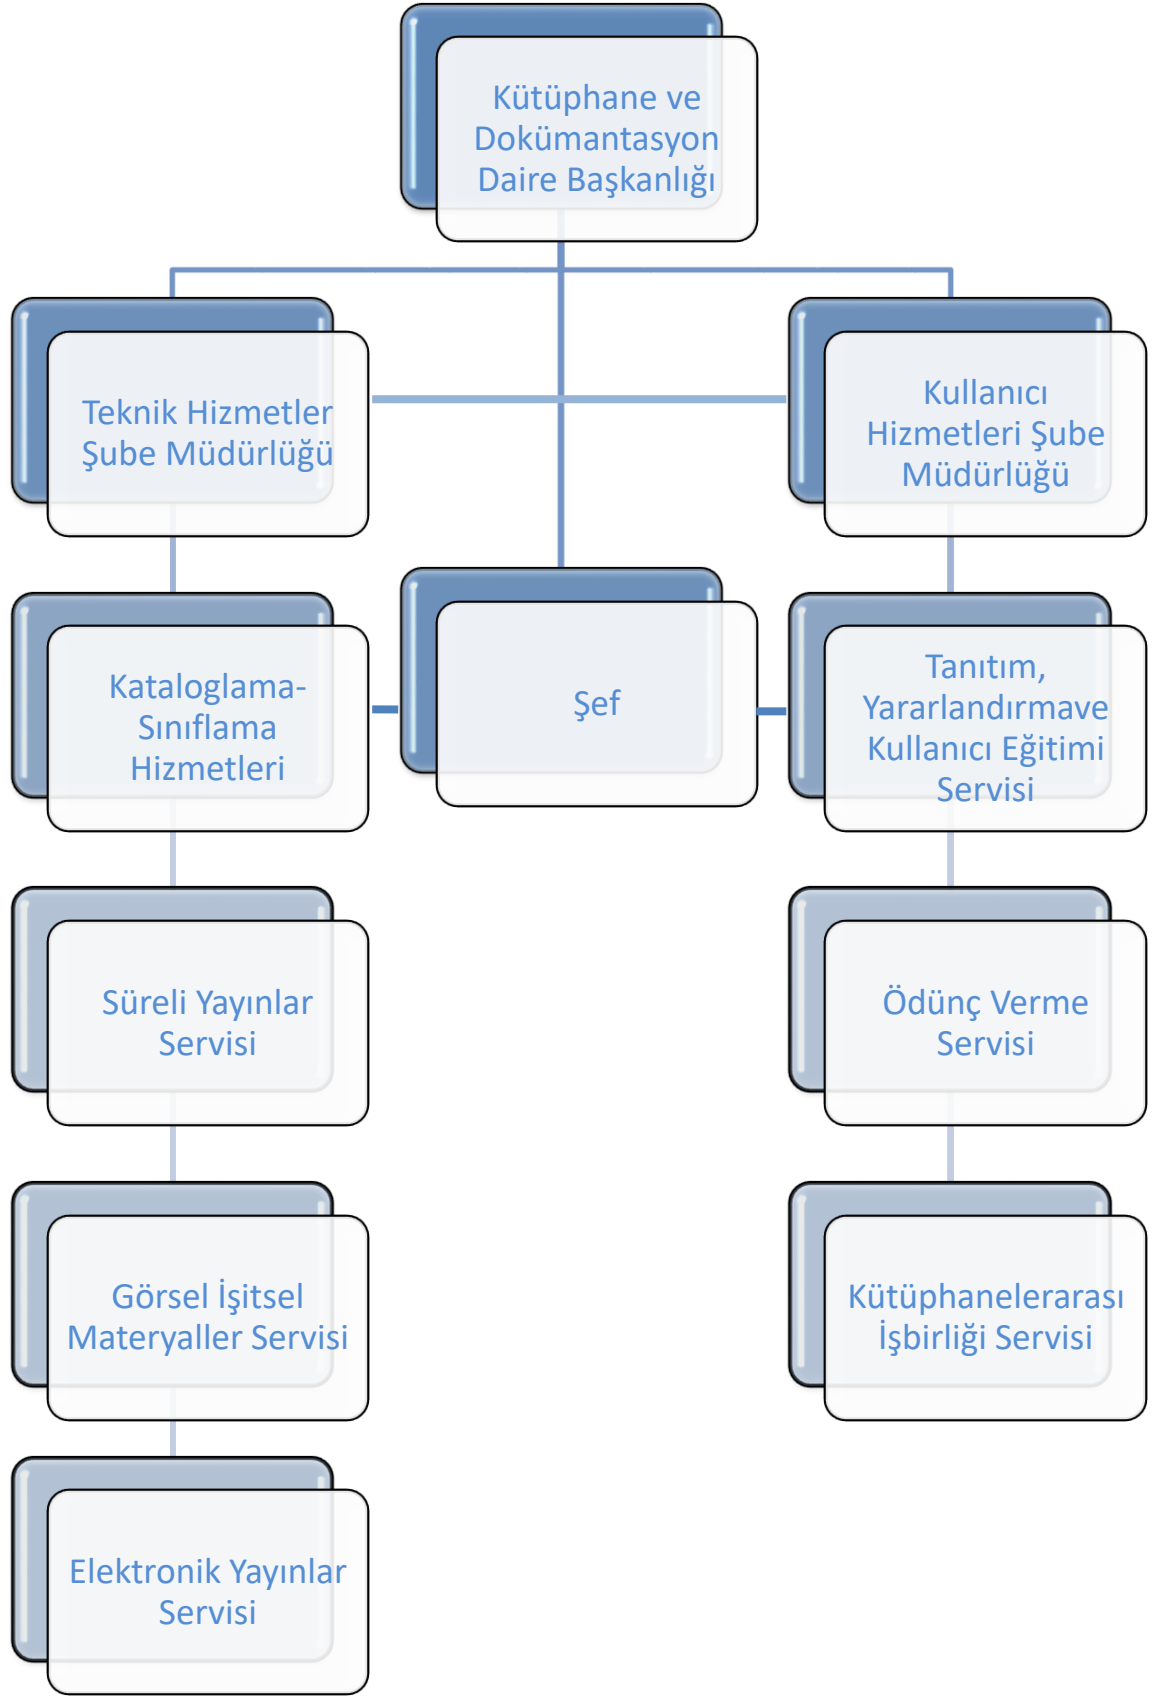 Kütüphane ve
Dokümantasyon
Daire Başkanlığı
Teknik Hizmetler
Şube Müdürlüğü
Kullanıcı
Hizmetleri Şube
Müdürlüğü
Kataloglama-
Sınıflama
Hizmetleri
Şef
Tanıtım,
Yararlandırmave
Kullanıcı Eğitimi
Servisi
Süreli Yayınlar
Servisi
Ödünç Verme
Servisi
Görsel İşitsel
Materyaller Servisi
Kütüphanelerarası
İşbirliği Servisi
Elektronik Yayınlar
Servisi